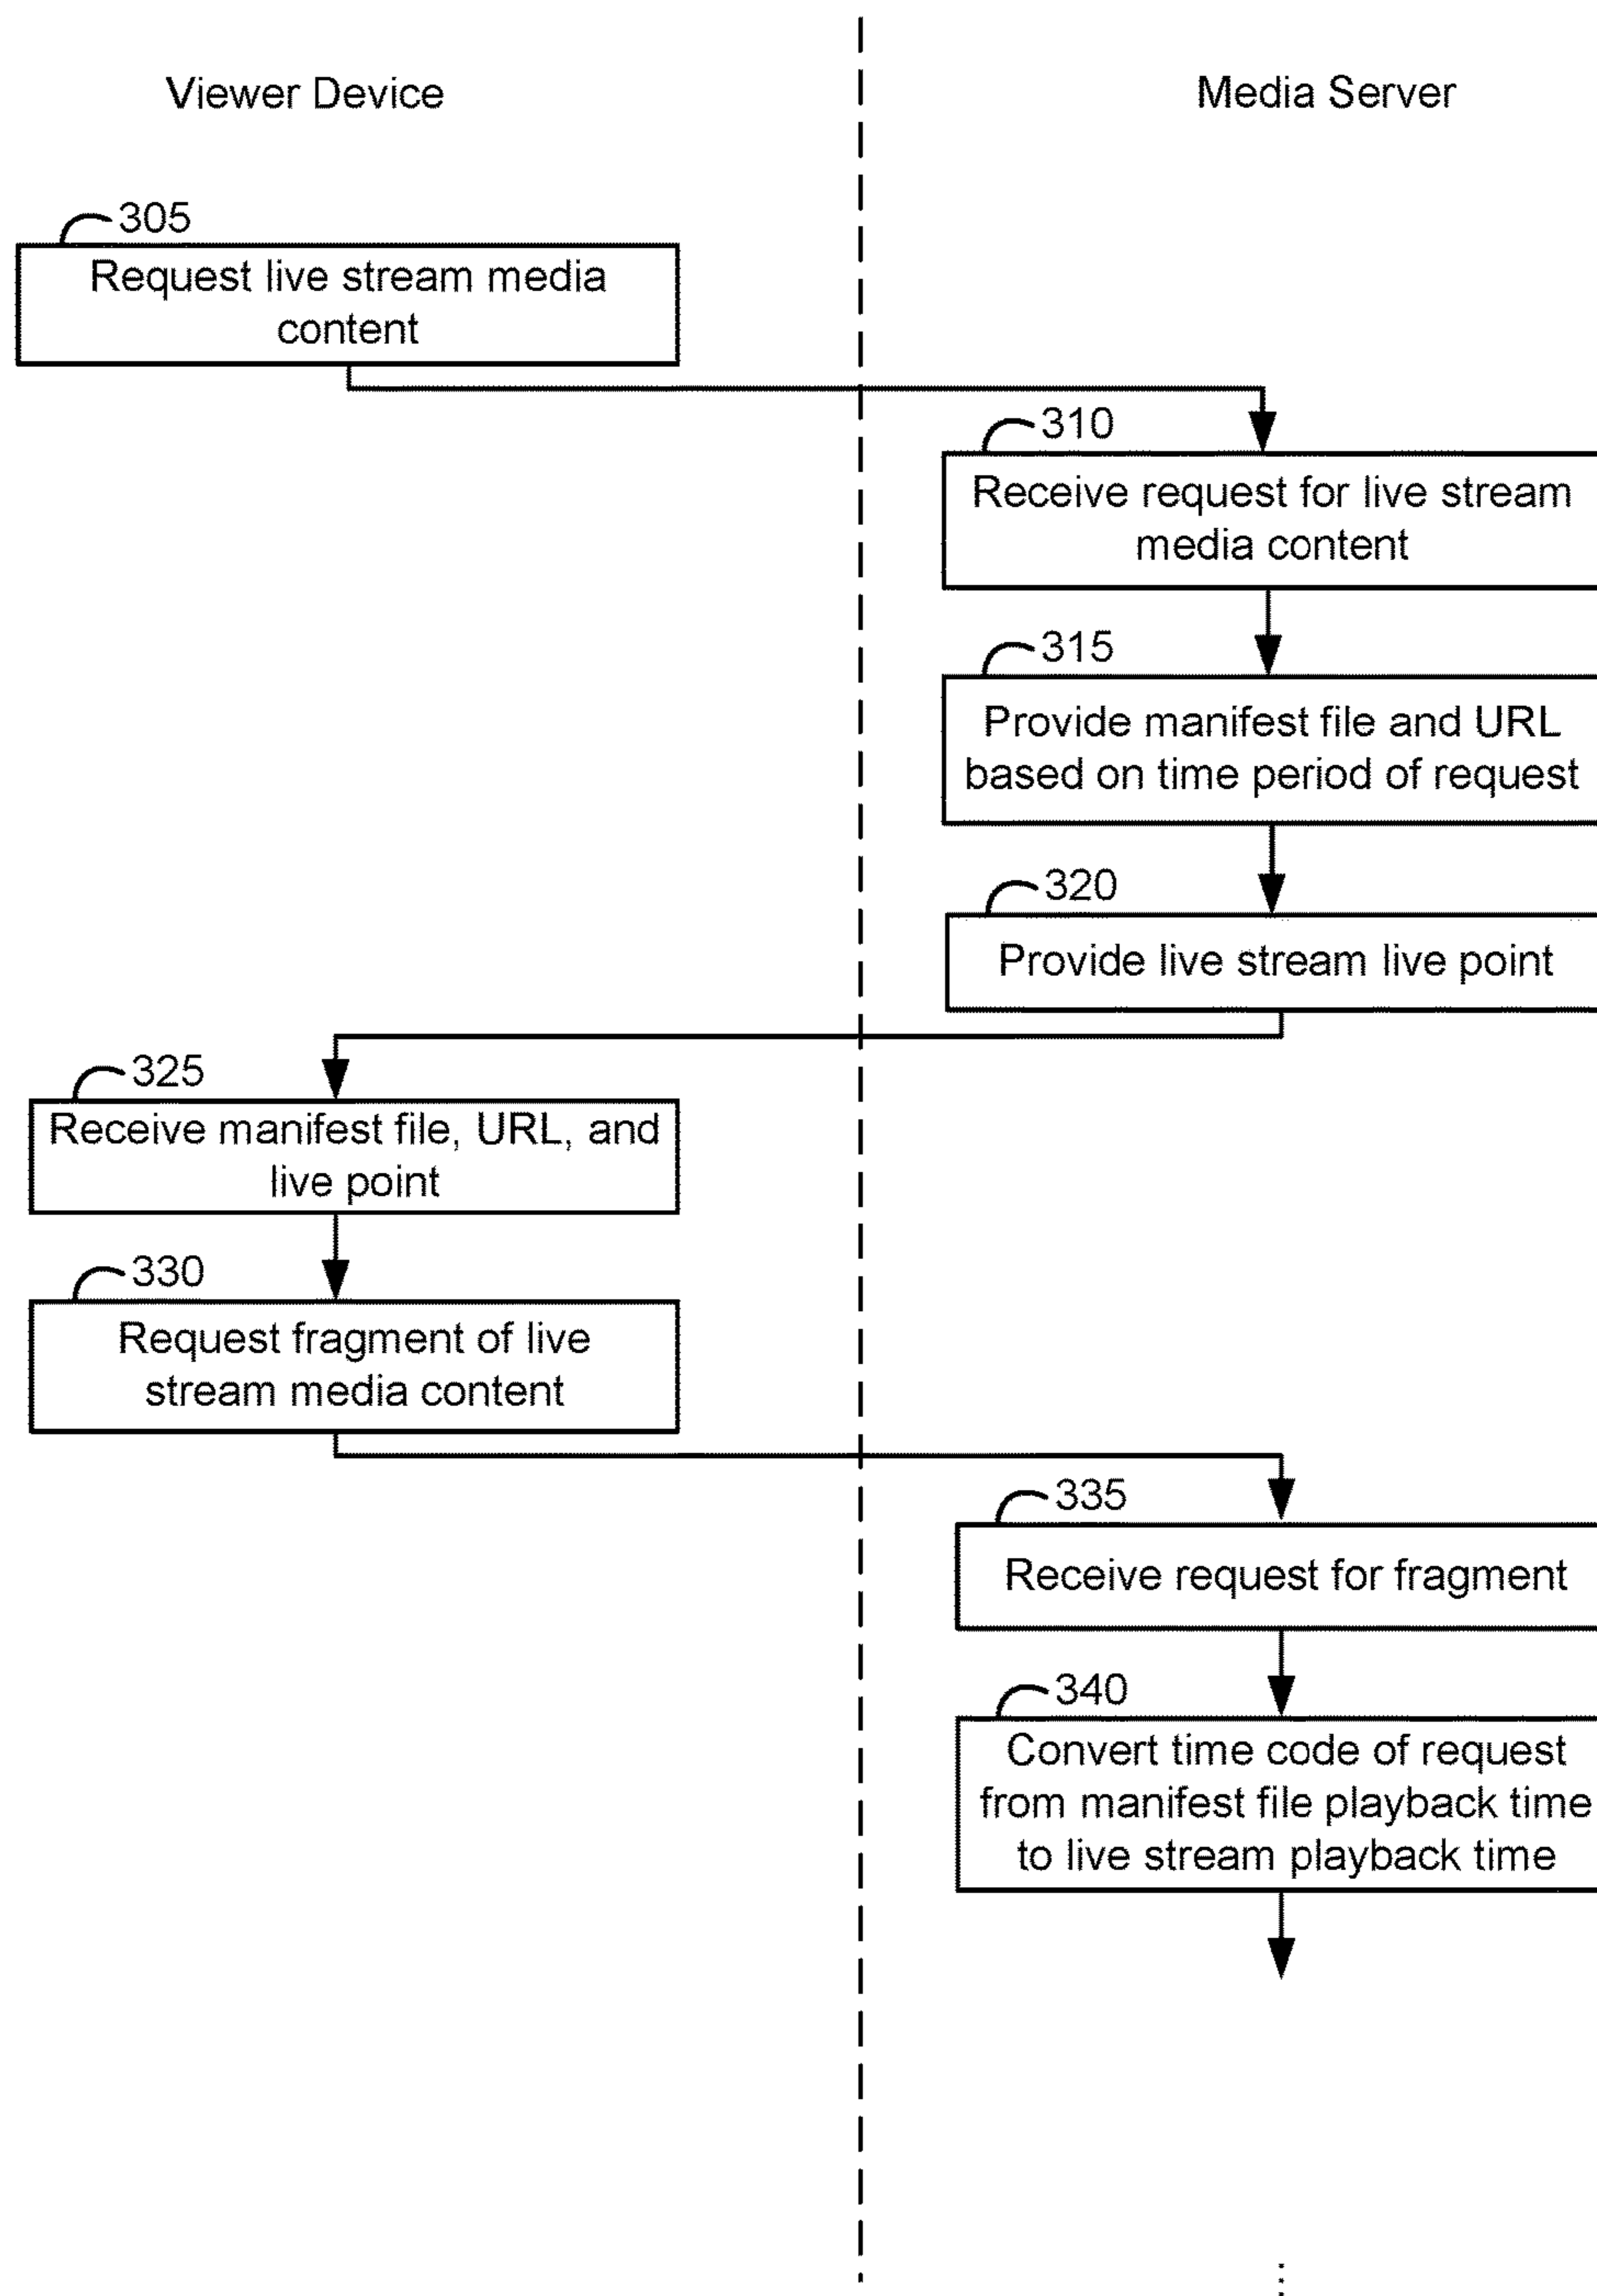 Viewer Device
Media Server
305
Request live stream media
content
310
Receive request for live stream
media content
315
Provide manifest file and URL
based on time period of request
320
Provide live stream live point
325
Receive manifest file, URL, and
live point
330
Request fragment of live
stream media content
335
Receive request for fragment
340
Convert time code of request
from manifest file playback time
to live stream playback time